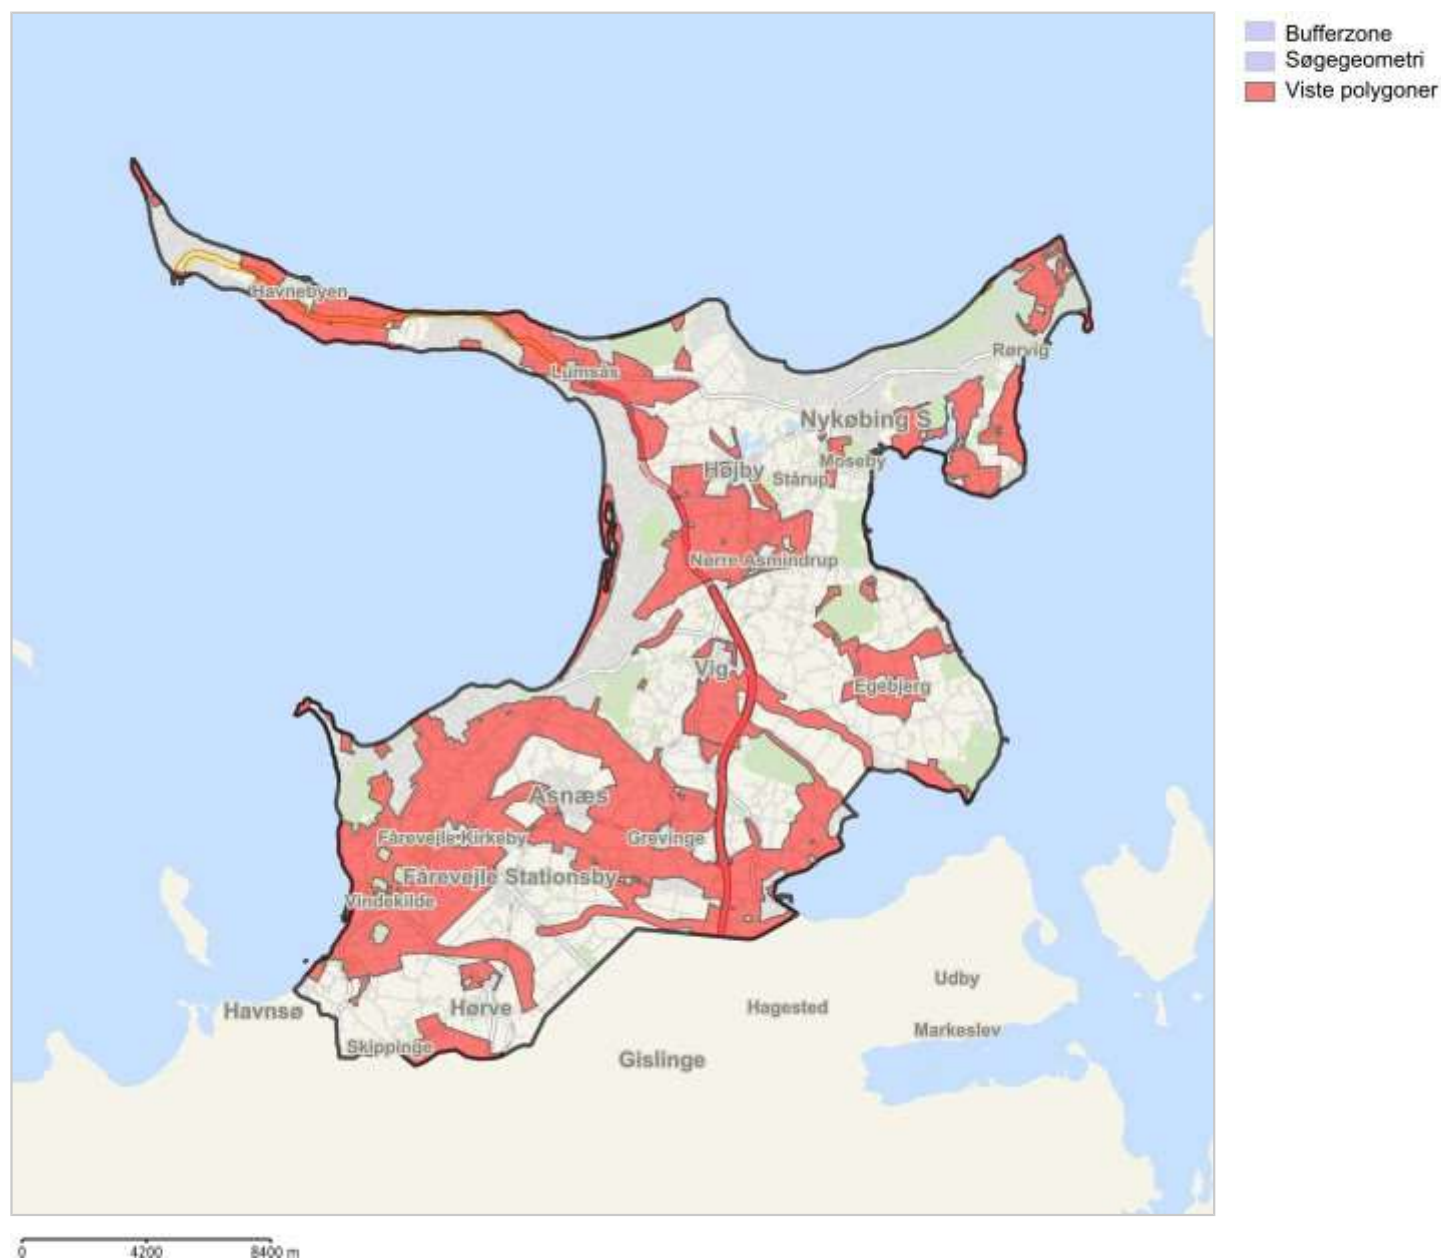 Bufferzone
Søgegeometri
Viste polygoner
Havnebyen
Rørvig
Lumsås
Nykøbing S
Moseby
Højby
Stårup
Nørre Asmindrup
Vig
Egebjerg
Asnæs
Fårevejle Kirkeby
Grevinge
Fårevejle Stationsby
Vindekilde
Udby
Havnsø
Hørve
Hagested
Markeslev
Skippinge
Gislinge
0 4200 8400 m